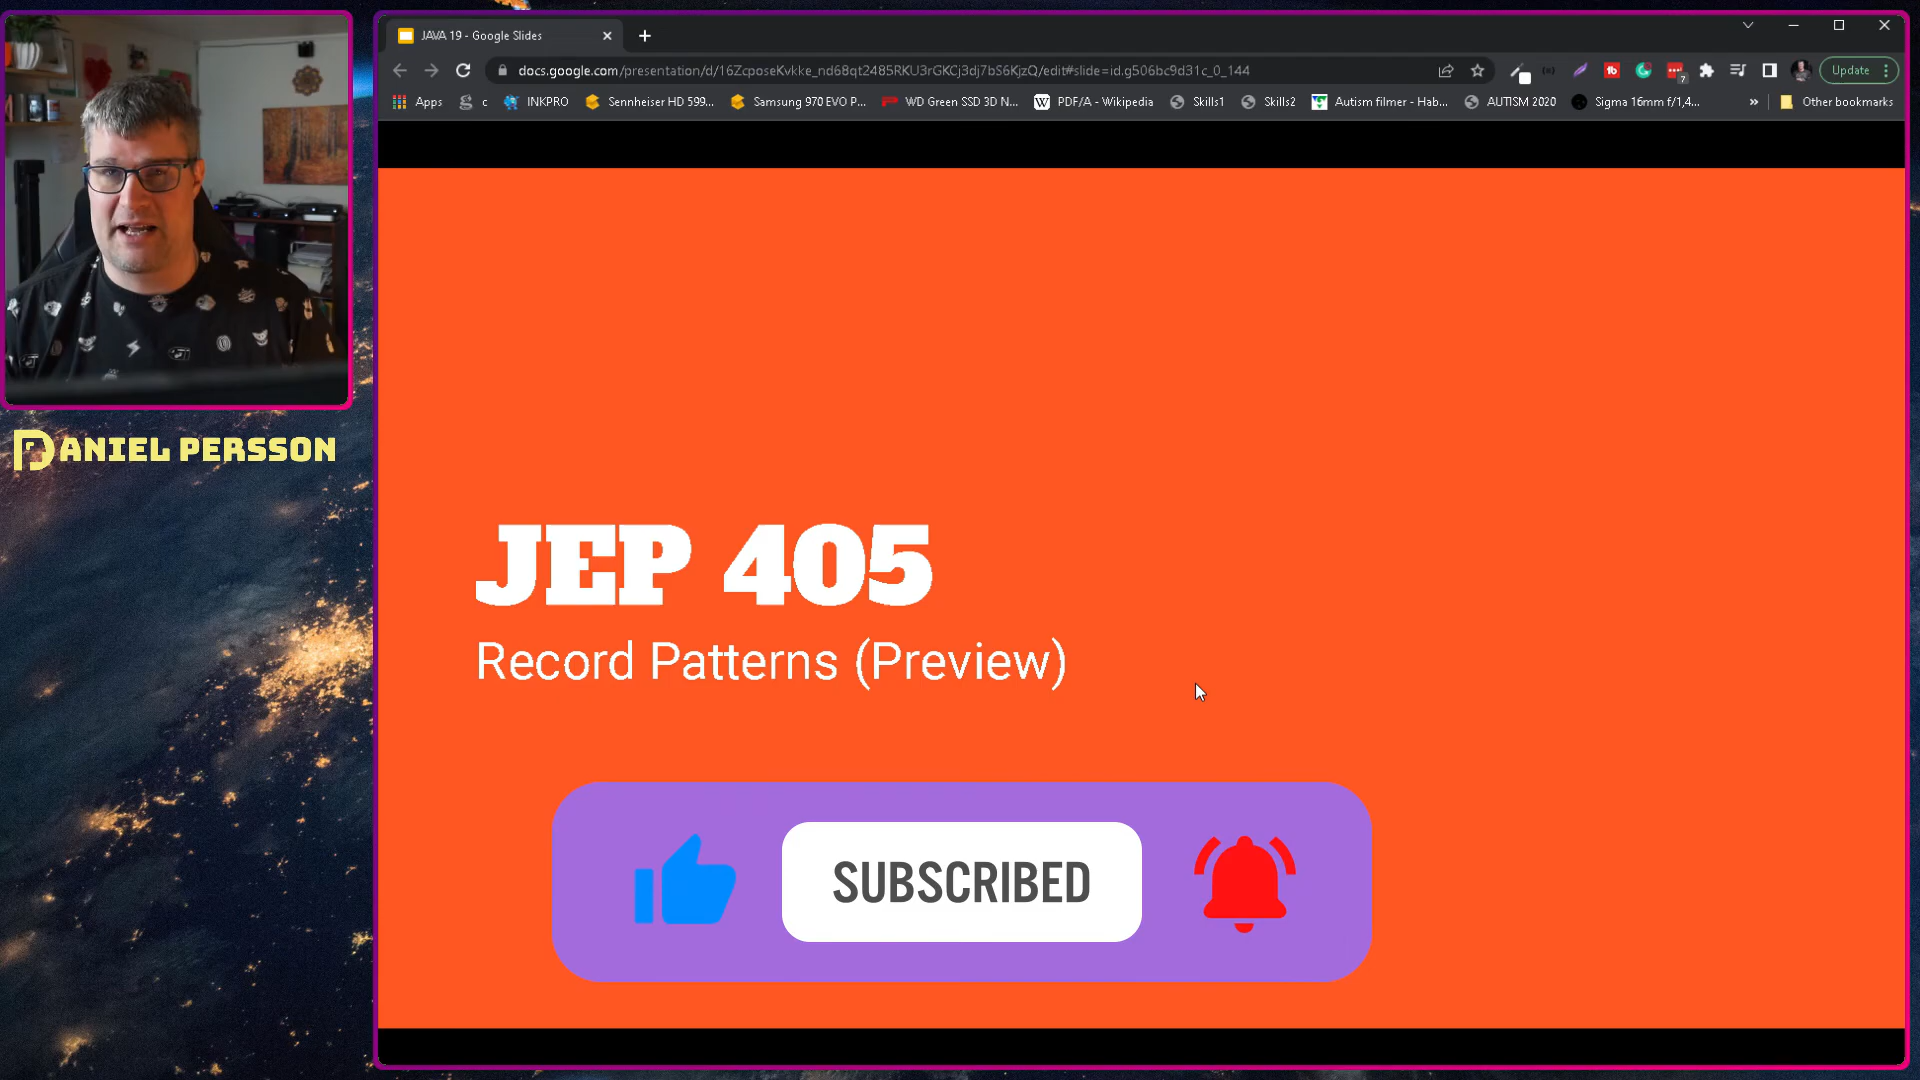 JAVA 19 - Google Slides
docs.google.com/presentation/d/16ZcposeKvkke_nd68qt2485RKU3rGKCj3dj7bS6KjzQ/edit#slide=id.g506bc9d31c_0_144
Update
7
Apps
c
INKPRO
Sennheiser HD 599...
Samsung 970 EVO P...
WD Green SSD 3D N...
W
PDF/A - Wikipedia
Skills1
Skills2
Autism filmer - Hab...
AUTISM 2020
Sigma 16mm f/1,4...
»
Other bookmarks
DANIEL PERSSON
JEP 405
Record Patterns (Preview)
SUBSCRIBED